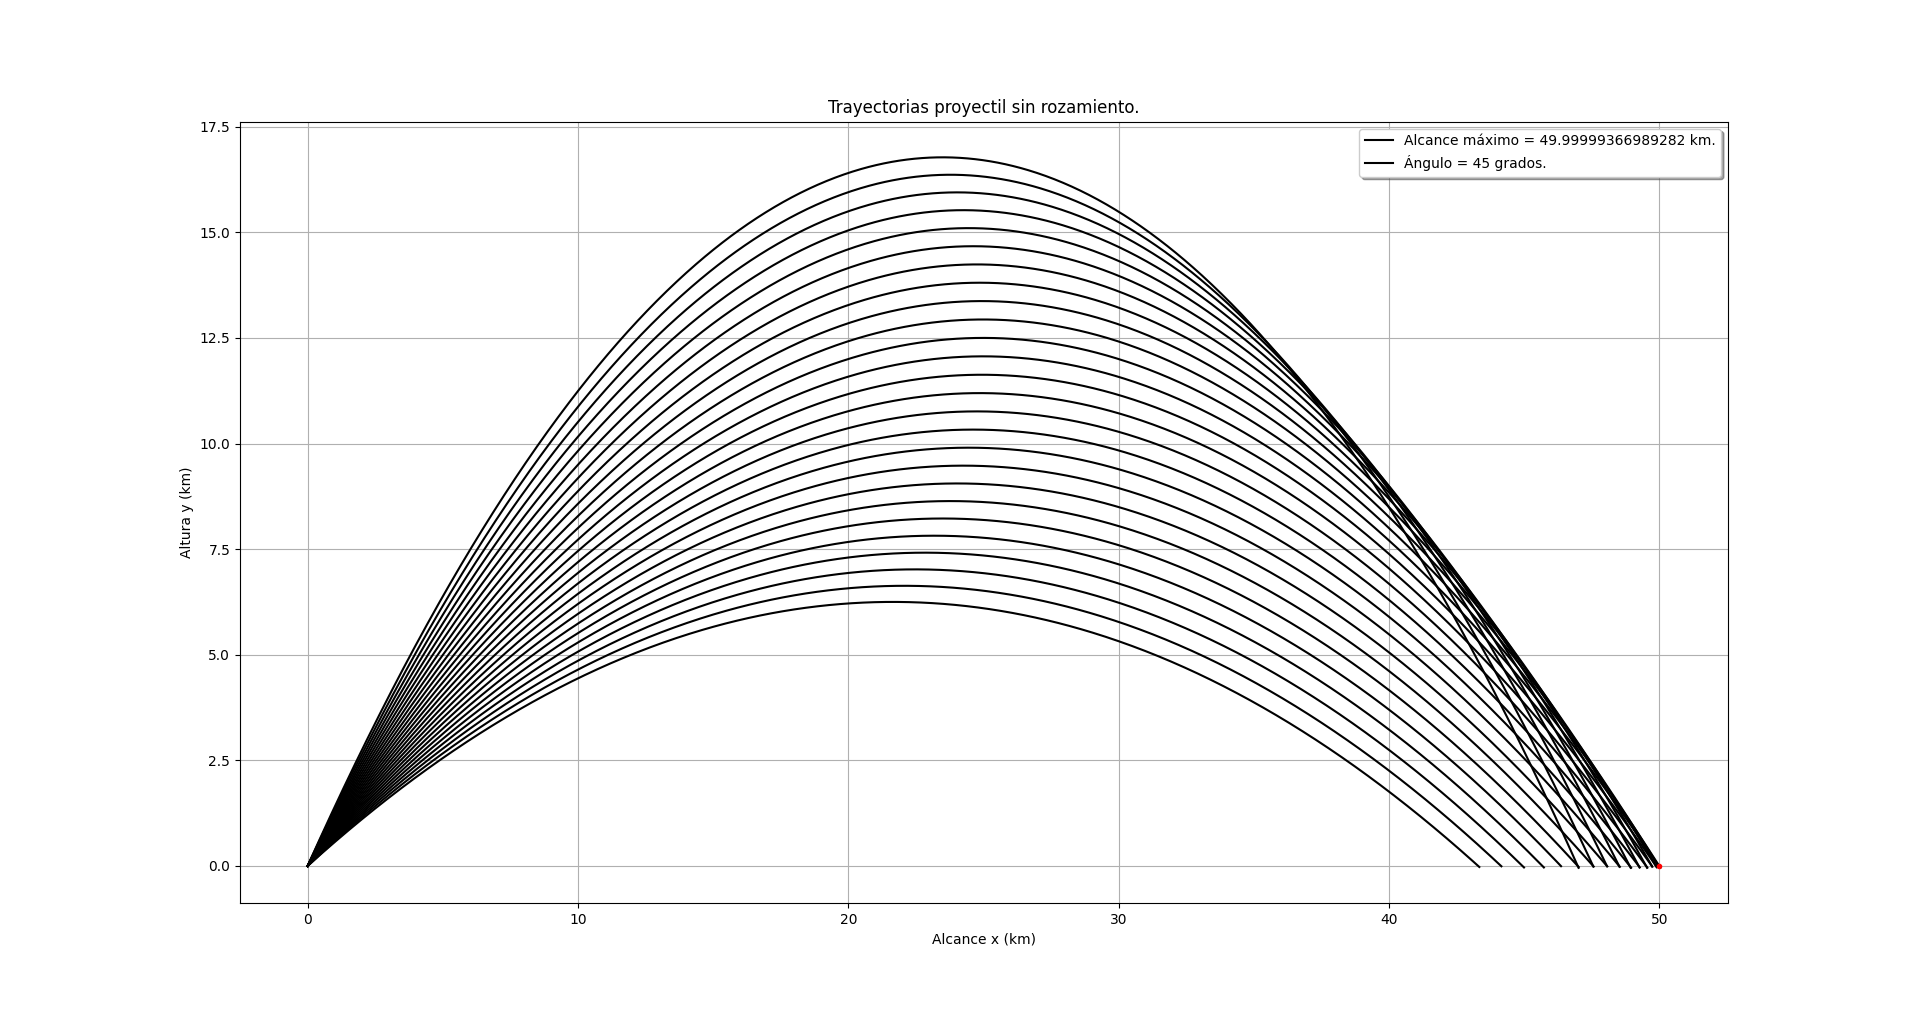 Trayectorias proyectil sin rozamiento.
Alcance máximo = 49.99999366989282 km.
Ángulo = 45 grados.
17.5
15.0
12.5
10.0
7.5
5.0
2.5
0.0
Altura y (km)
0 10 20 30 40 50
Alcance x (km)